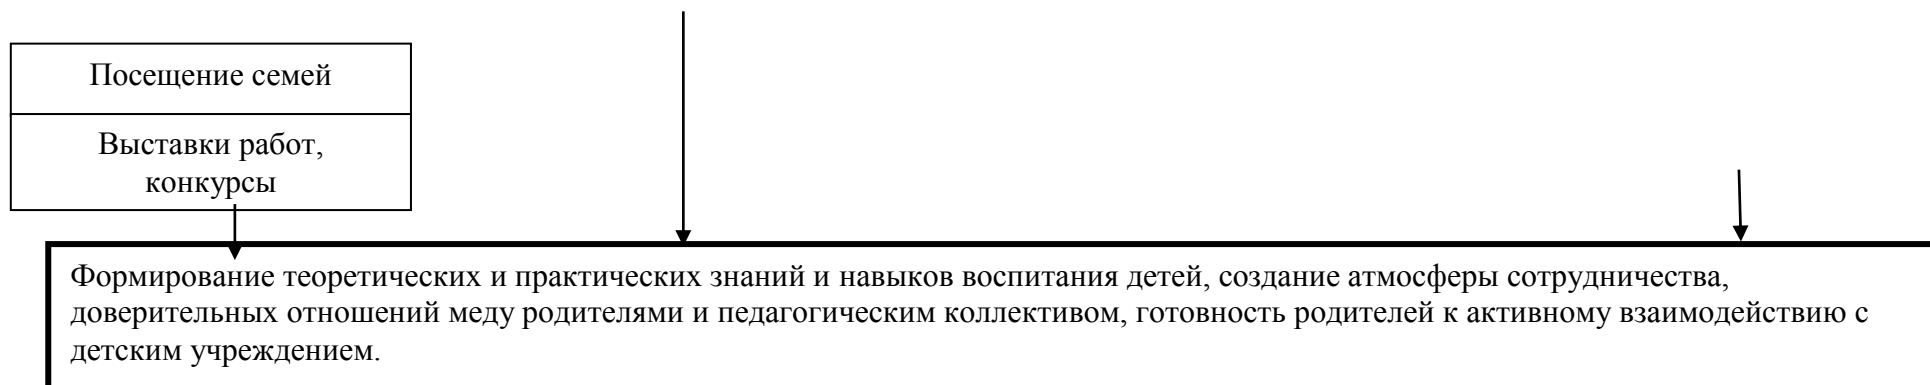 Посещение семей
Выставки работ,
конкурсы
Формирование теоретических и практических знаний и навыков воспитания детей, создание атмосферы сотрудничества,
доверительных отношений меду родителями и педагогическим коллективом, готовность родителей к активному взаимодействию с
детским учреждением.